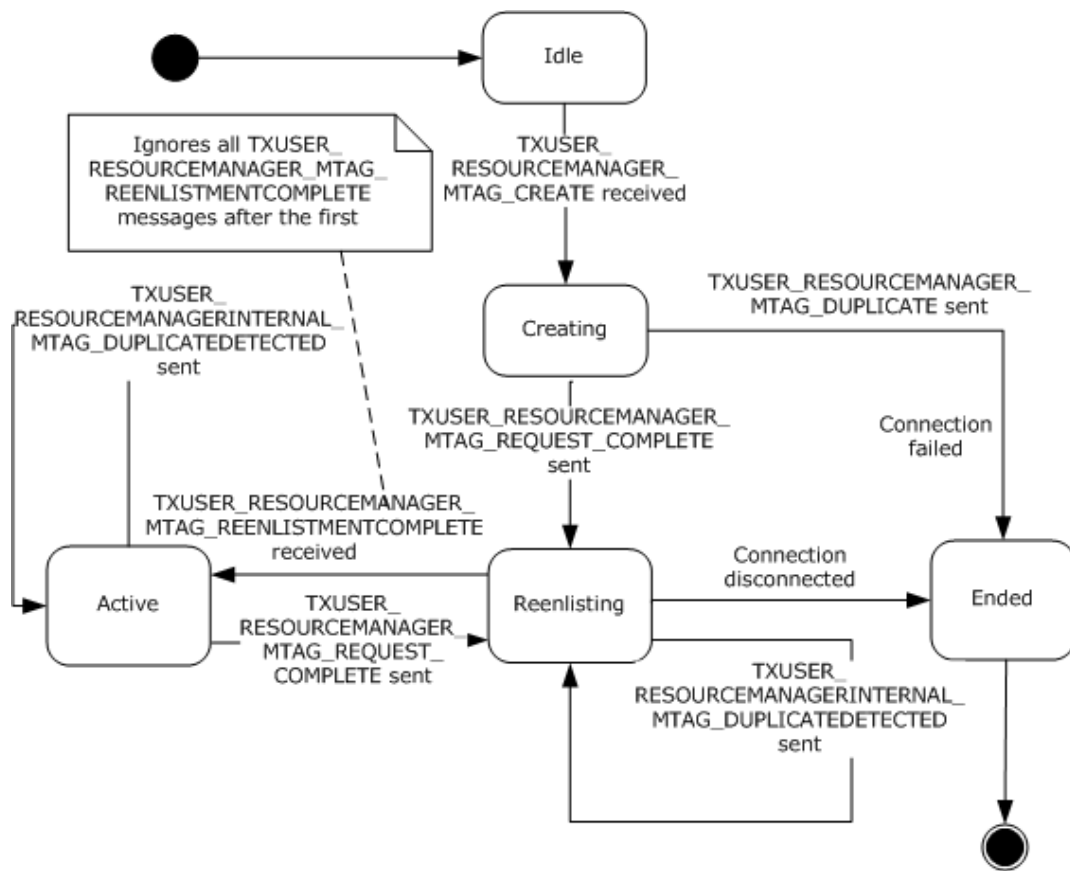 Idle
TXUSER_
RESOURCEMANAGER_
MTAG_CREATE received
Ignores all TXUSER_
RESOURCEMANAGER_MTAG_
REENLISTMENTCOMPLETE
messages after the first
TXUSER_RESOURCEMANAGER_
MTAG_DUPLICATE sent
TXUSER_
RESOURCEMANAGERINTERNAL_
MTAG_DUPLICATEDETECTED
sent
Creating
TXUSER_RESOURCEMANAGER_
MTAG_REQUEST_COMPLETE
sent
Connection
failed
TXUSER_RESOURCEMANAGER_
MTAG_REENLISTMENTCOMPLETE
received
Connection
disconnected
Active
Reenlisting
Ended
TXUSER_
RESOURCEMANAGER_
MTAG_REQUEST_
COMPLETE sent
TXUSER_
RESOURCEMANAGERINTERNAL_
MTAG_DUPLICATEDETECTED
sent